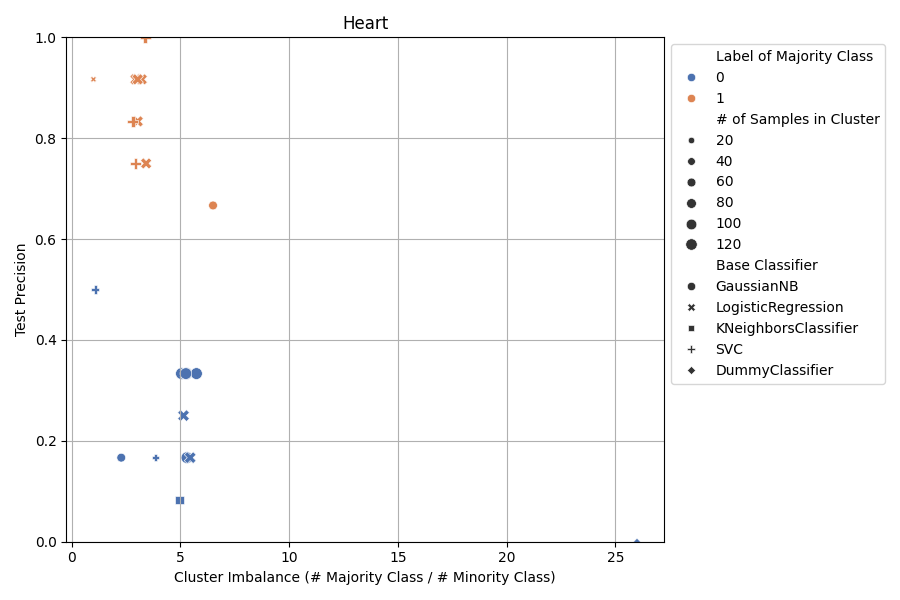 Heart
1.0
0.8
0.6
0.4
0.2
0.0
Test Precision
0
5
10
15
20
25
Cluster Imbalance (# Majority Class / # Minority Class)
Label of Majority Class
0
1
# of Samples in Cluster
20
40
60
80
100
120
Base Classifier
GaussianNB
LogisticRegression
KNeighborsClassifier
SVC
DummyClassifier